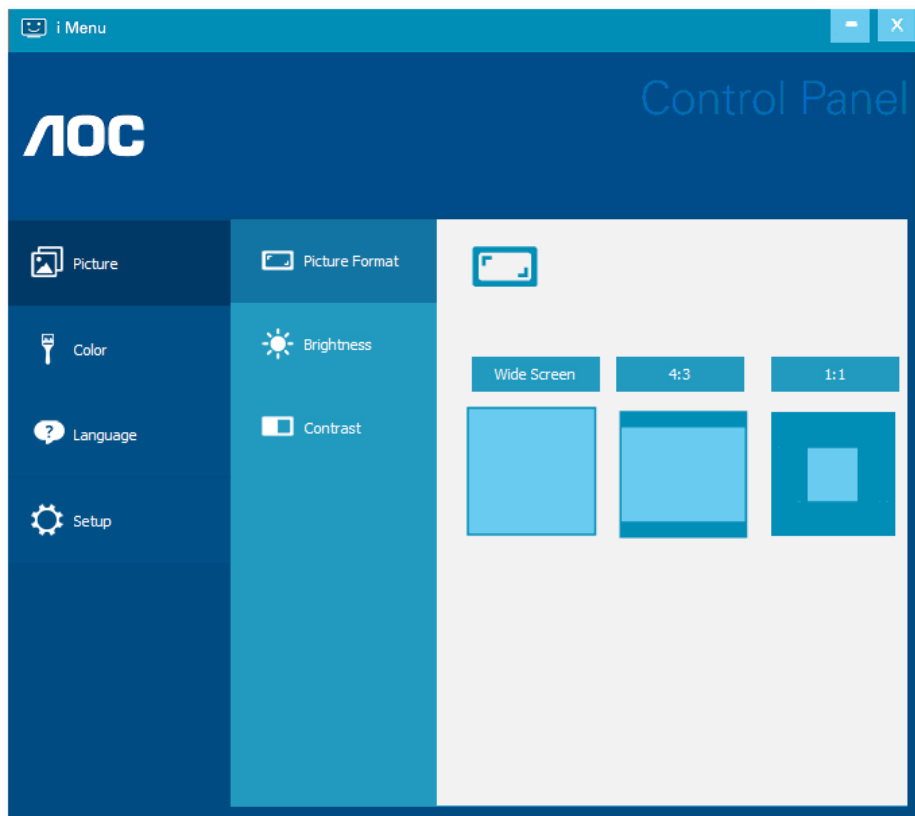 i Menu
Control Panel
AOC
Picture
Color
Language
Setup
Picture Format
Brightness
Contrast
Wide Screen
4:3
1:1